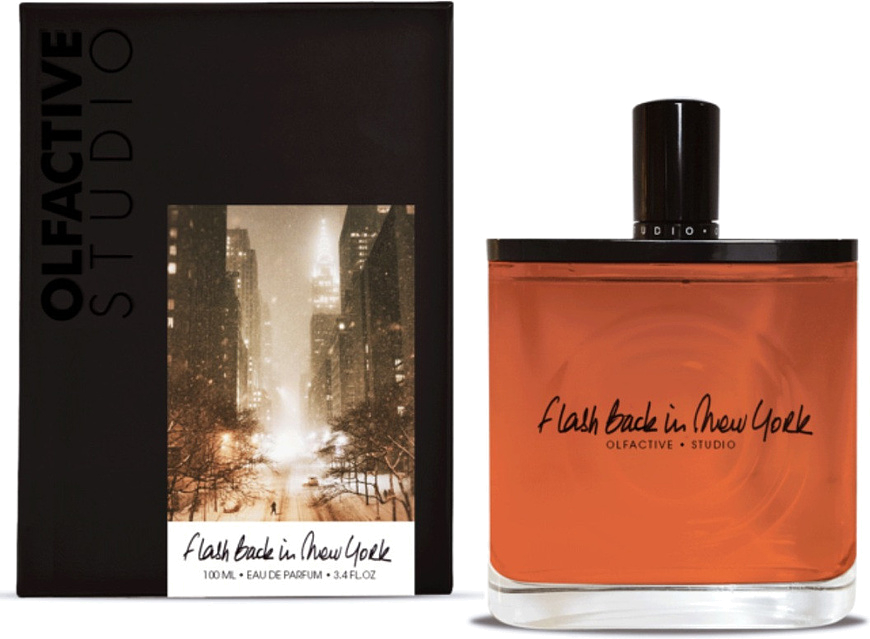 OLFACTIVE
STUDIO
flash back in New York
100 ML • EAU DE PARFUM • 3.4 FL.OZ
UDIO •
flash back in New York
OLFACTIVE • STUDIO